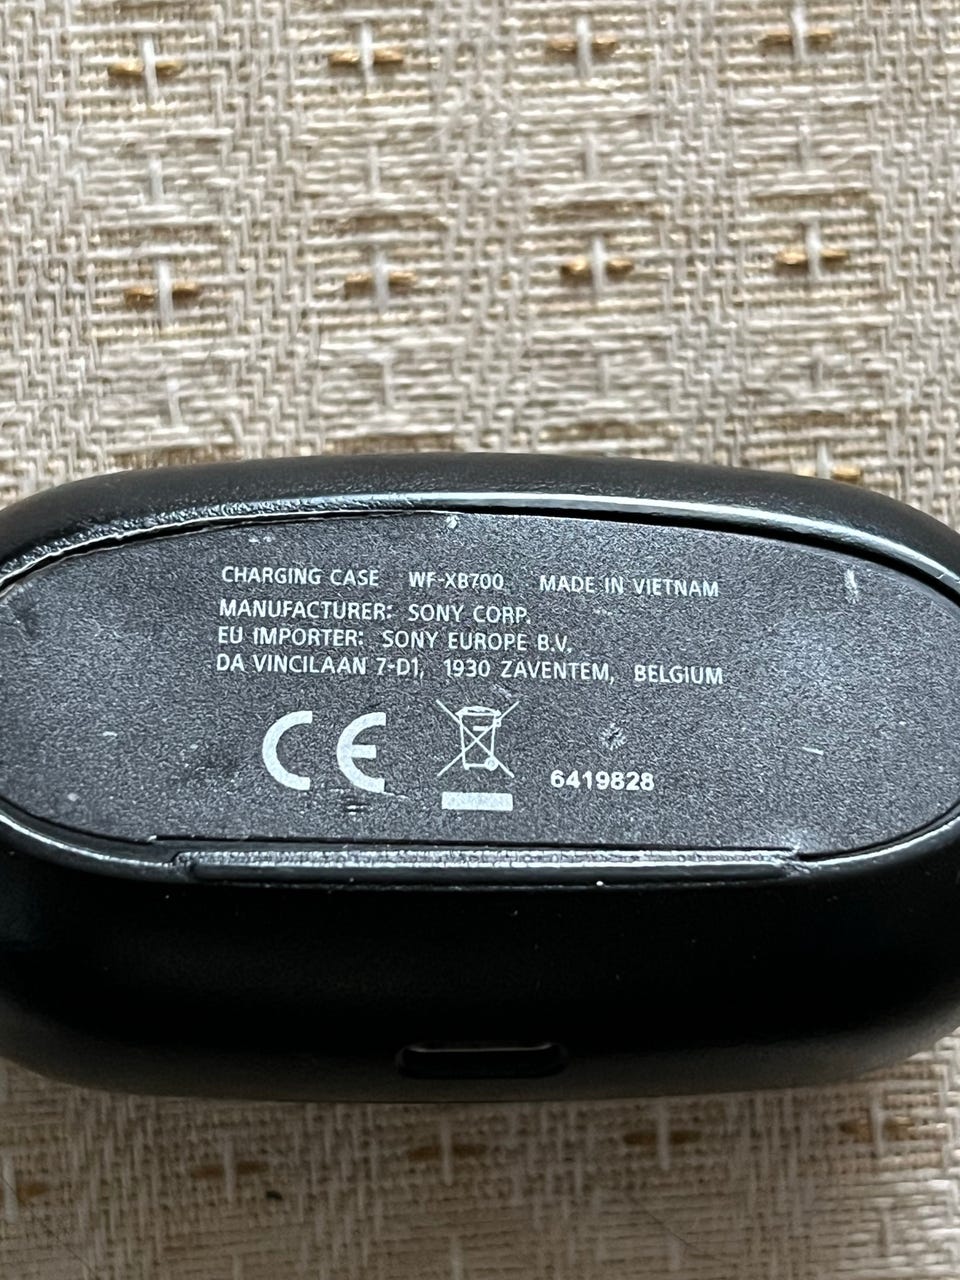 CHARGING CASE WF-XB700 MADE IN VIETNAM
MANUFACTURER: SONY CORP.
EU IMPORTER: SONY EUROPE B.V.
DA VINCILAAN 7-D1, 1930 ZAVENTEM, BELGIUM
CE
6419828